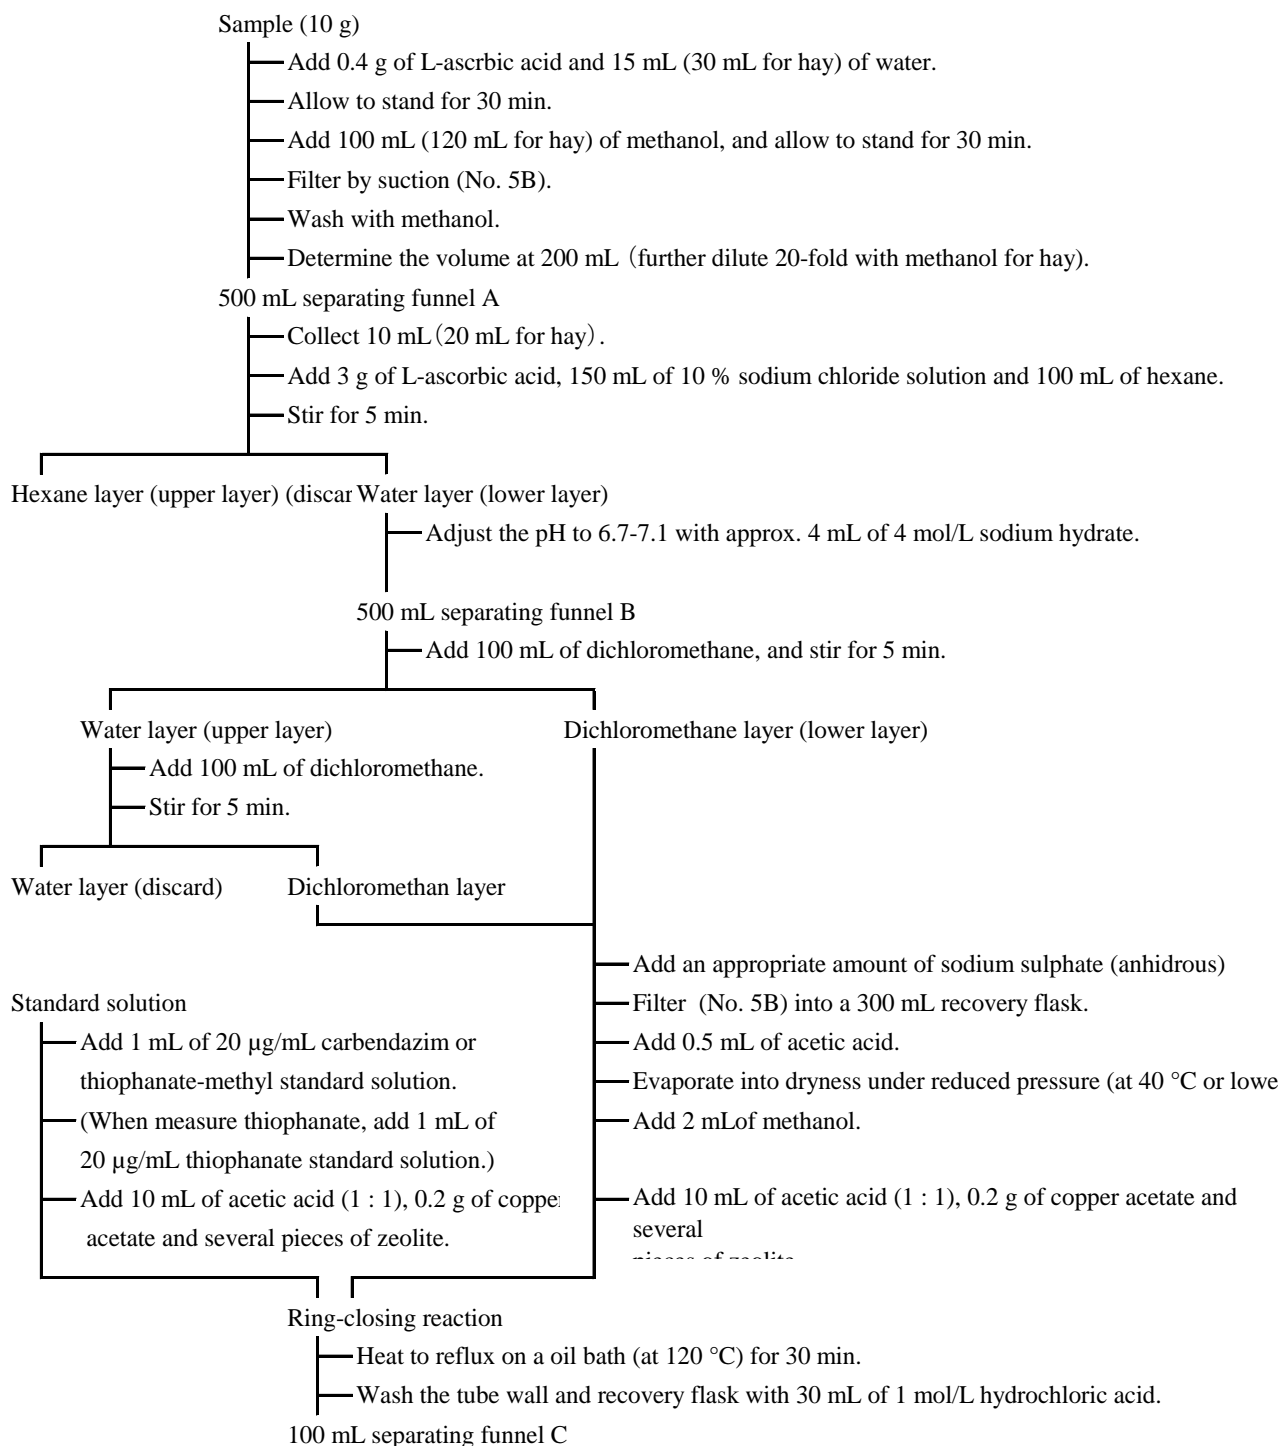 Sample (10 g)
Add 0.4 g of L-ascrbic acid and 15 mL (30 mL for hay) of water.
Allow to stand for 30 min.
Add 100 mL (120 mL for hay) of methanol, and allow to stand for 30 min.
Filter by suction (No. 5B).
Wash with methanol.
Determine the volume at 200 mL（further dilute 20-fold with methanol for hay).
500 mL separating funnel A
Collect 10 mL（20 mL for hay）.
Add 3 g of L-ascorbic acid, 150 mL of 10 % sodium chloride solution and 100 mL of hexane.
Stir for 5 min.
Hexane layer (upper layer) (discar Water layer (lower layer)
Adjust the pH to 6.7-7.1 with approx. 4 mL of 4 mol/L sodium hydrate.
500 mL separating funnel B
Add 100 mL of dichloromethane, and stir for 5 min.
Water layer (upper layer) Dichloromethane layer (lower layer)
Add 100 mL of dichloromethane.
Stir for 5 min.
Water layer (discard) Dichloromethan layer
Add an appropriate amount of sodium sulphate (anhidrous)
Standard solution
Filter (No. 5B) into a 300 mL recovery flask.
Add 1 mL of 20 µg/mL carbendazim or
Add 0.5 mL of acetic acid.
thiophanate-methyl standard solution.
Evaporate into dryness under reduced pressure (at 40 °C or lowe
(When measure thiophanate, add 1 mL of
Add 2 mLof methanol.
20 µg/mL thiophanate standard solution.)
Add 10 mL of acetic acid (1 : 1), 0.2 g of copper
acetate and several pieces of zeolite.
Add 10 mL of acetic acid (1 : 1), 0.2 g of copper acetate and
several
pieces of zeolite
Ring-closing reaction
Heat to reflux on a oil bath (at 120 °C) for 30 min.
Wash the tube wall and recovery flask with 30 mL of 1 mol/L hydrochloric acid.
100 mL separating funnel C